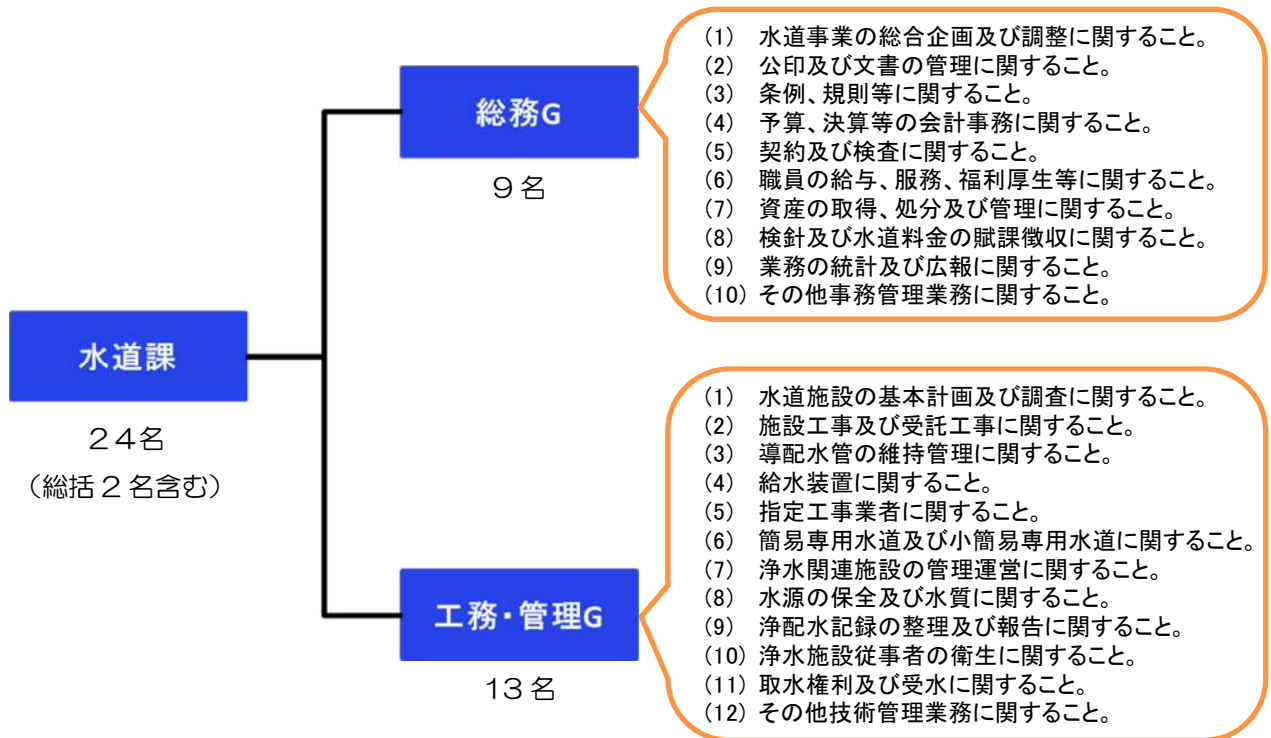 水道課
24名
(総括2名含む)
総務G
9名
(1) 水道事業の総合企画及び調整に関すること。
(2) 公印及び文書の管理に関すること。
(3) 条例、規則等に関すること。
(4) 予算、決算等の会計事務に関すること。
(5) 契約及び検査に関すること。
(6) 職員の給与、服務、福利厚生等に関すること。
(7) 資産の取得、処分及び管理に関すること。
(8) 検針及び水道料金の賦課徴収に関すること。
(9) 業務の統計及び広報に関すること。
(10) その他事務管理業務に関すること。
工務・管理G
13名
(1) 水道施設の基本計画及び調査に関すること。
(2) 施設工事及び受託工事に関すること。
(3) 導配水管の維持管理に関すること。
(4) 給水装置に関すること。
(5) 指定工事業者に関すること。
(6) 簡易専用水道及び小簡易専用水道に関すること。
(7) 浄水関連施設の管理運営に関すること。
(8) 水源の保全及び水質に関すること。
(9) 浄配水記録の整理及び報告に関すること。
(10) 浄水施設従事者の衛生に関すること。
(11) 取水権利及び受水に関すること。
(12) その他技術管理業務に関すること。